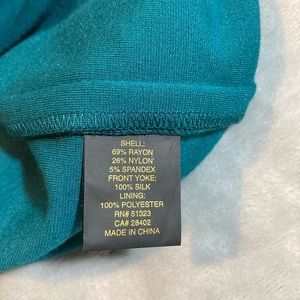 SHELL:
69% RAYON
26% NYLON
5% SPANDEX
FRONT YOKE:
100% SILK
LINING:
100% POLYESTER
RN# 51323
CA# 28402
MADE IN CHINA